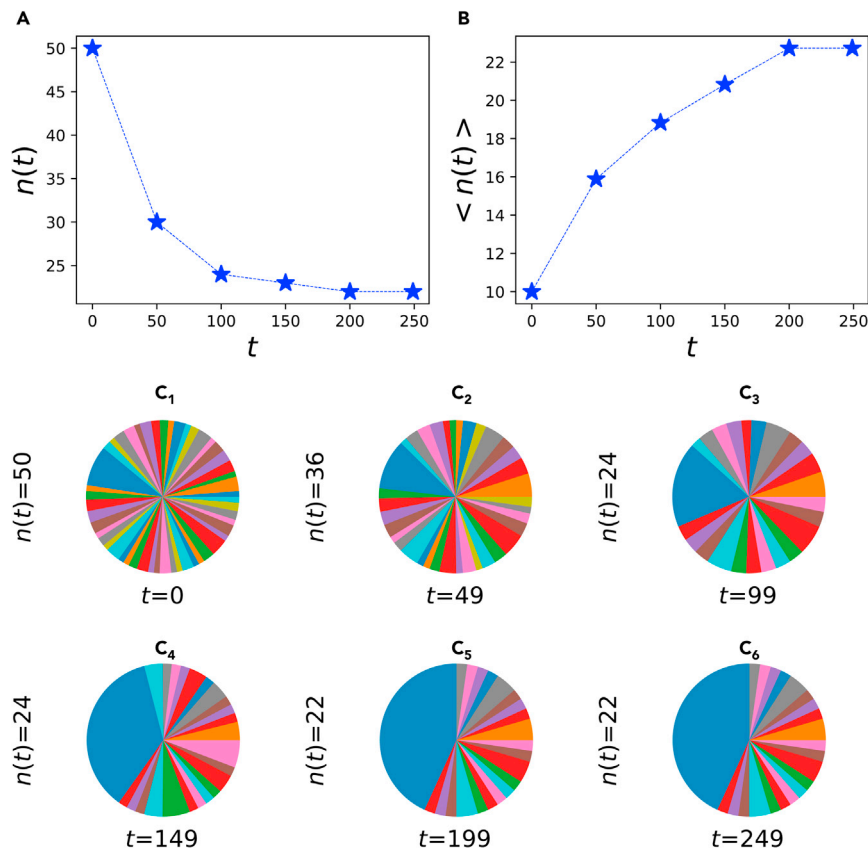 A
B
50
45
40
35
30
25
n(t)
0 50 100 150 200 250
t
22
20
18
16
14
12
10
< n(t) >
0 50 100 150 200 250
t
C1
C2
C3
n(t)=50
n(t)=36
n(t)=24
t=0
t=49
t=99
C4
C5
C6
n(t)=24
n(t)=22
n(t)=22
t=149
t=199
t=249